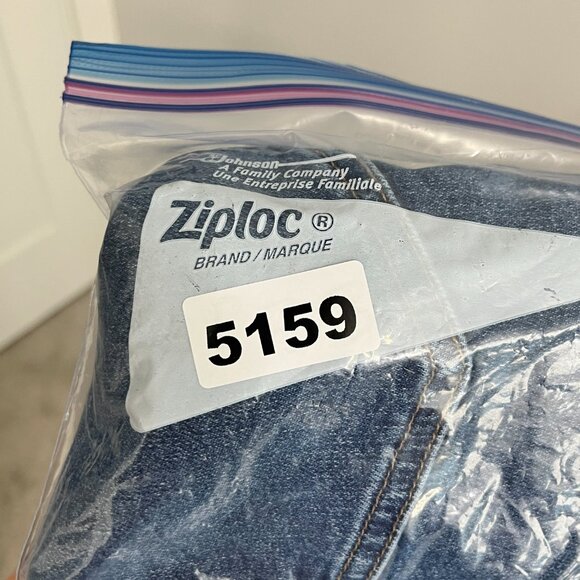 Johnson
A Family Company
Une Entreprise Familiale
Ziploc ®
BRAND / MARQUE
5159